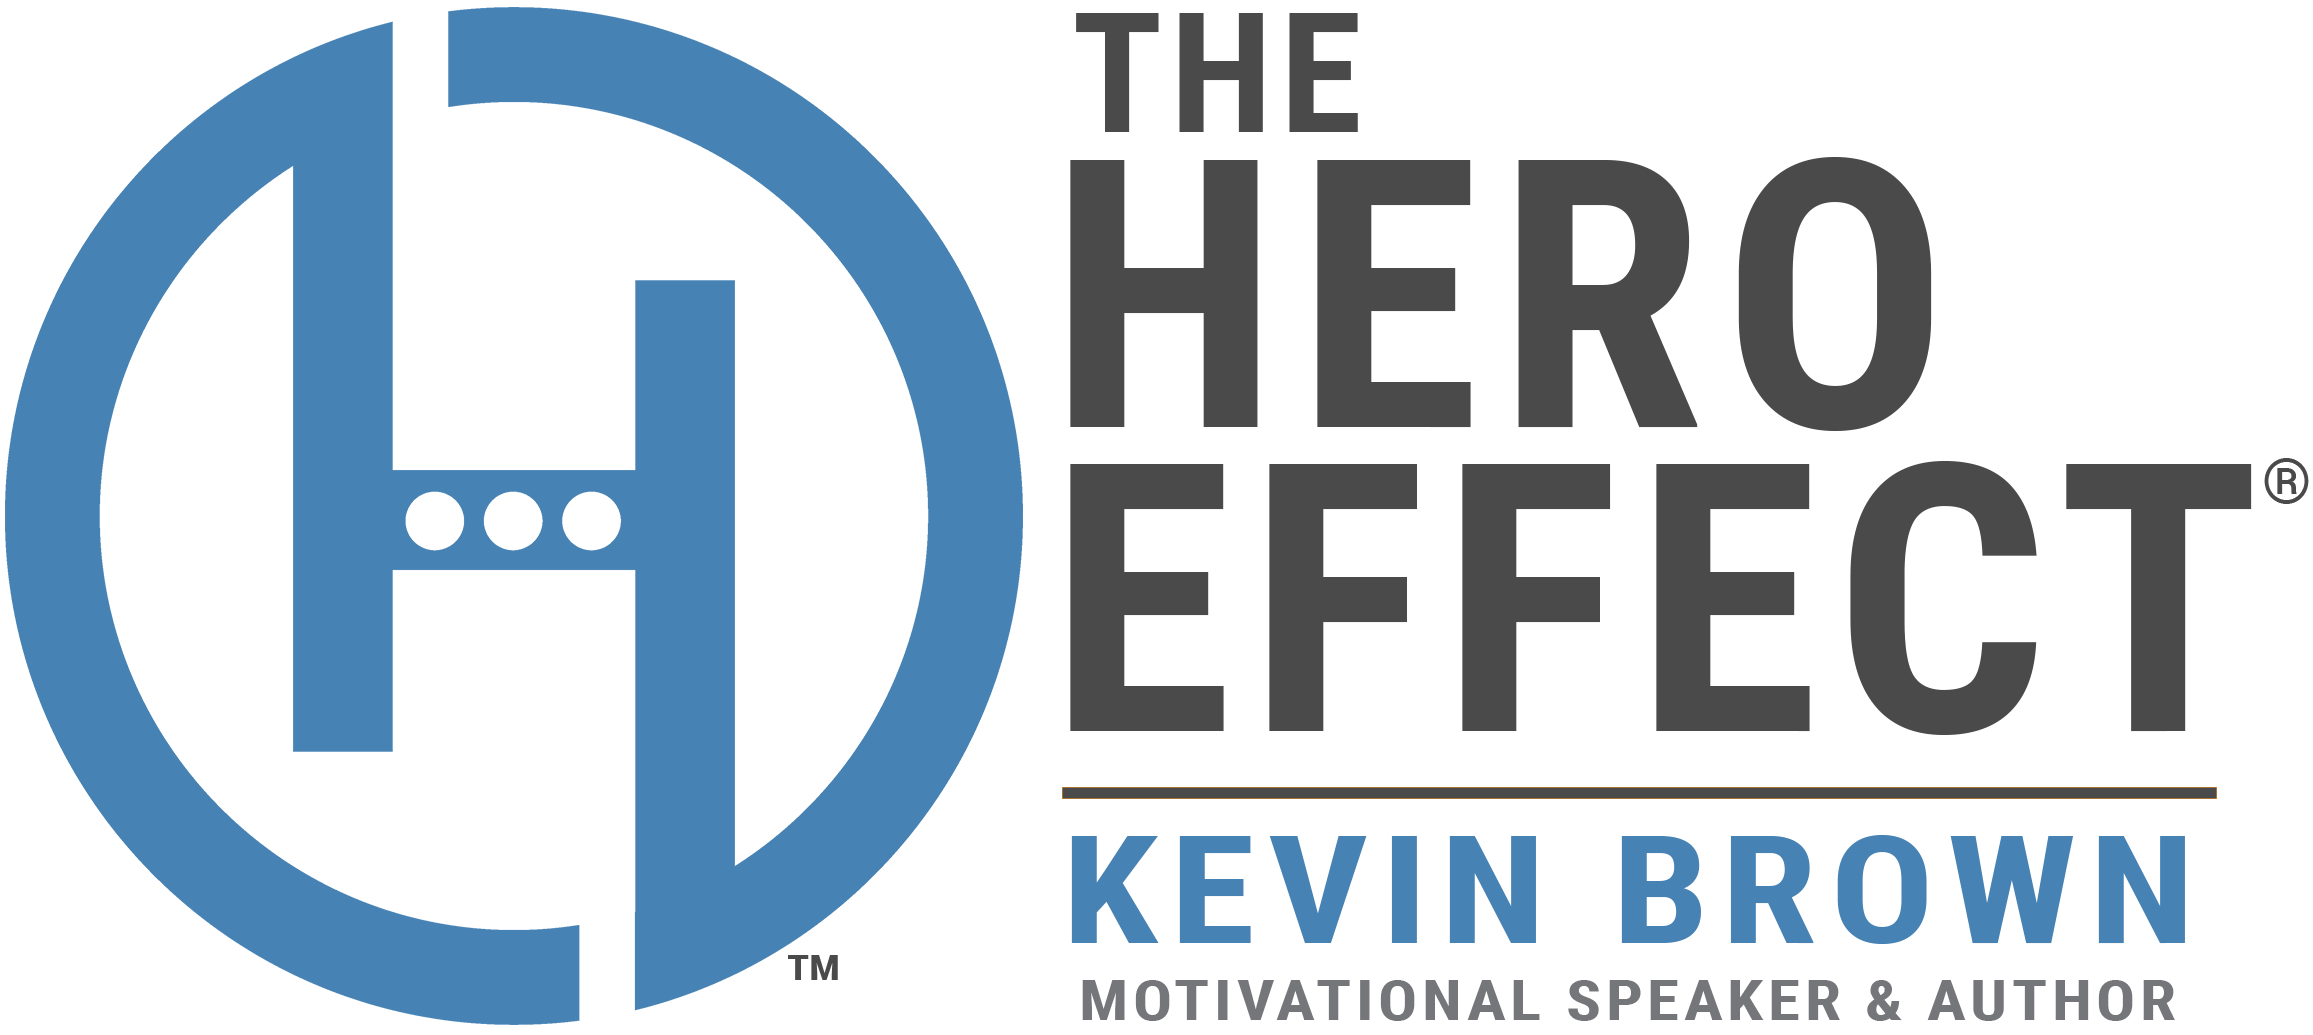 THE
HERO
EFFECT®
KEVIN BROWN
MOTIVATIONAL SPEAKER & AUTHOR
™